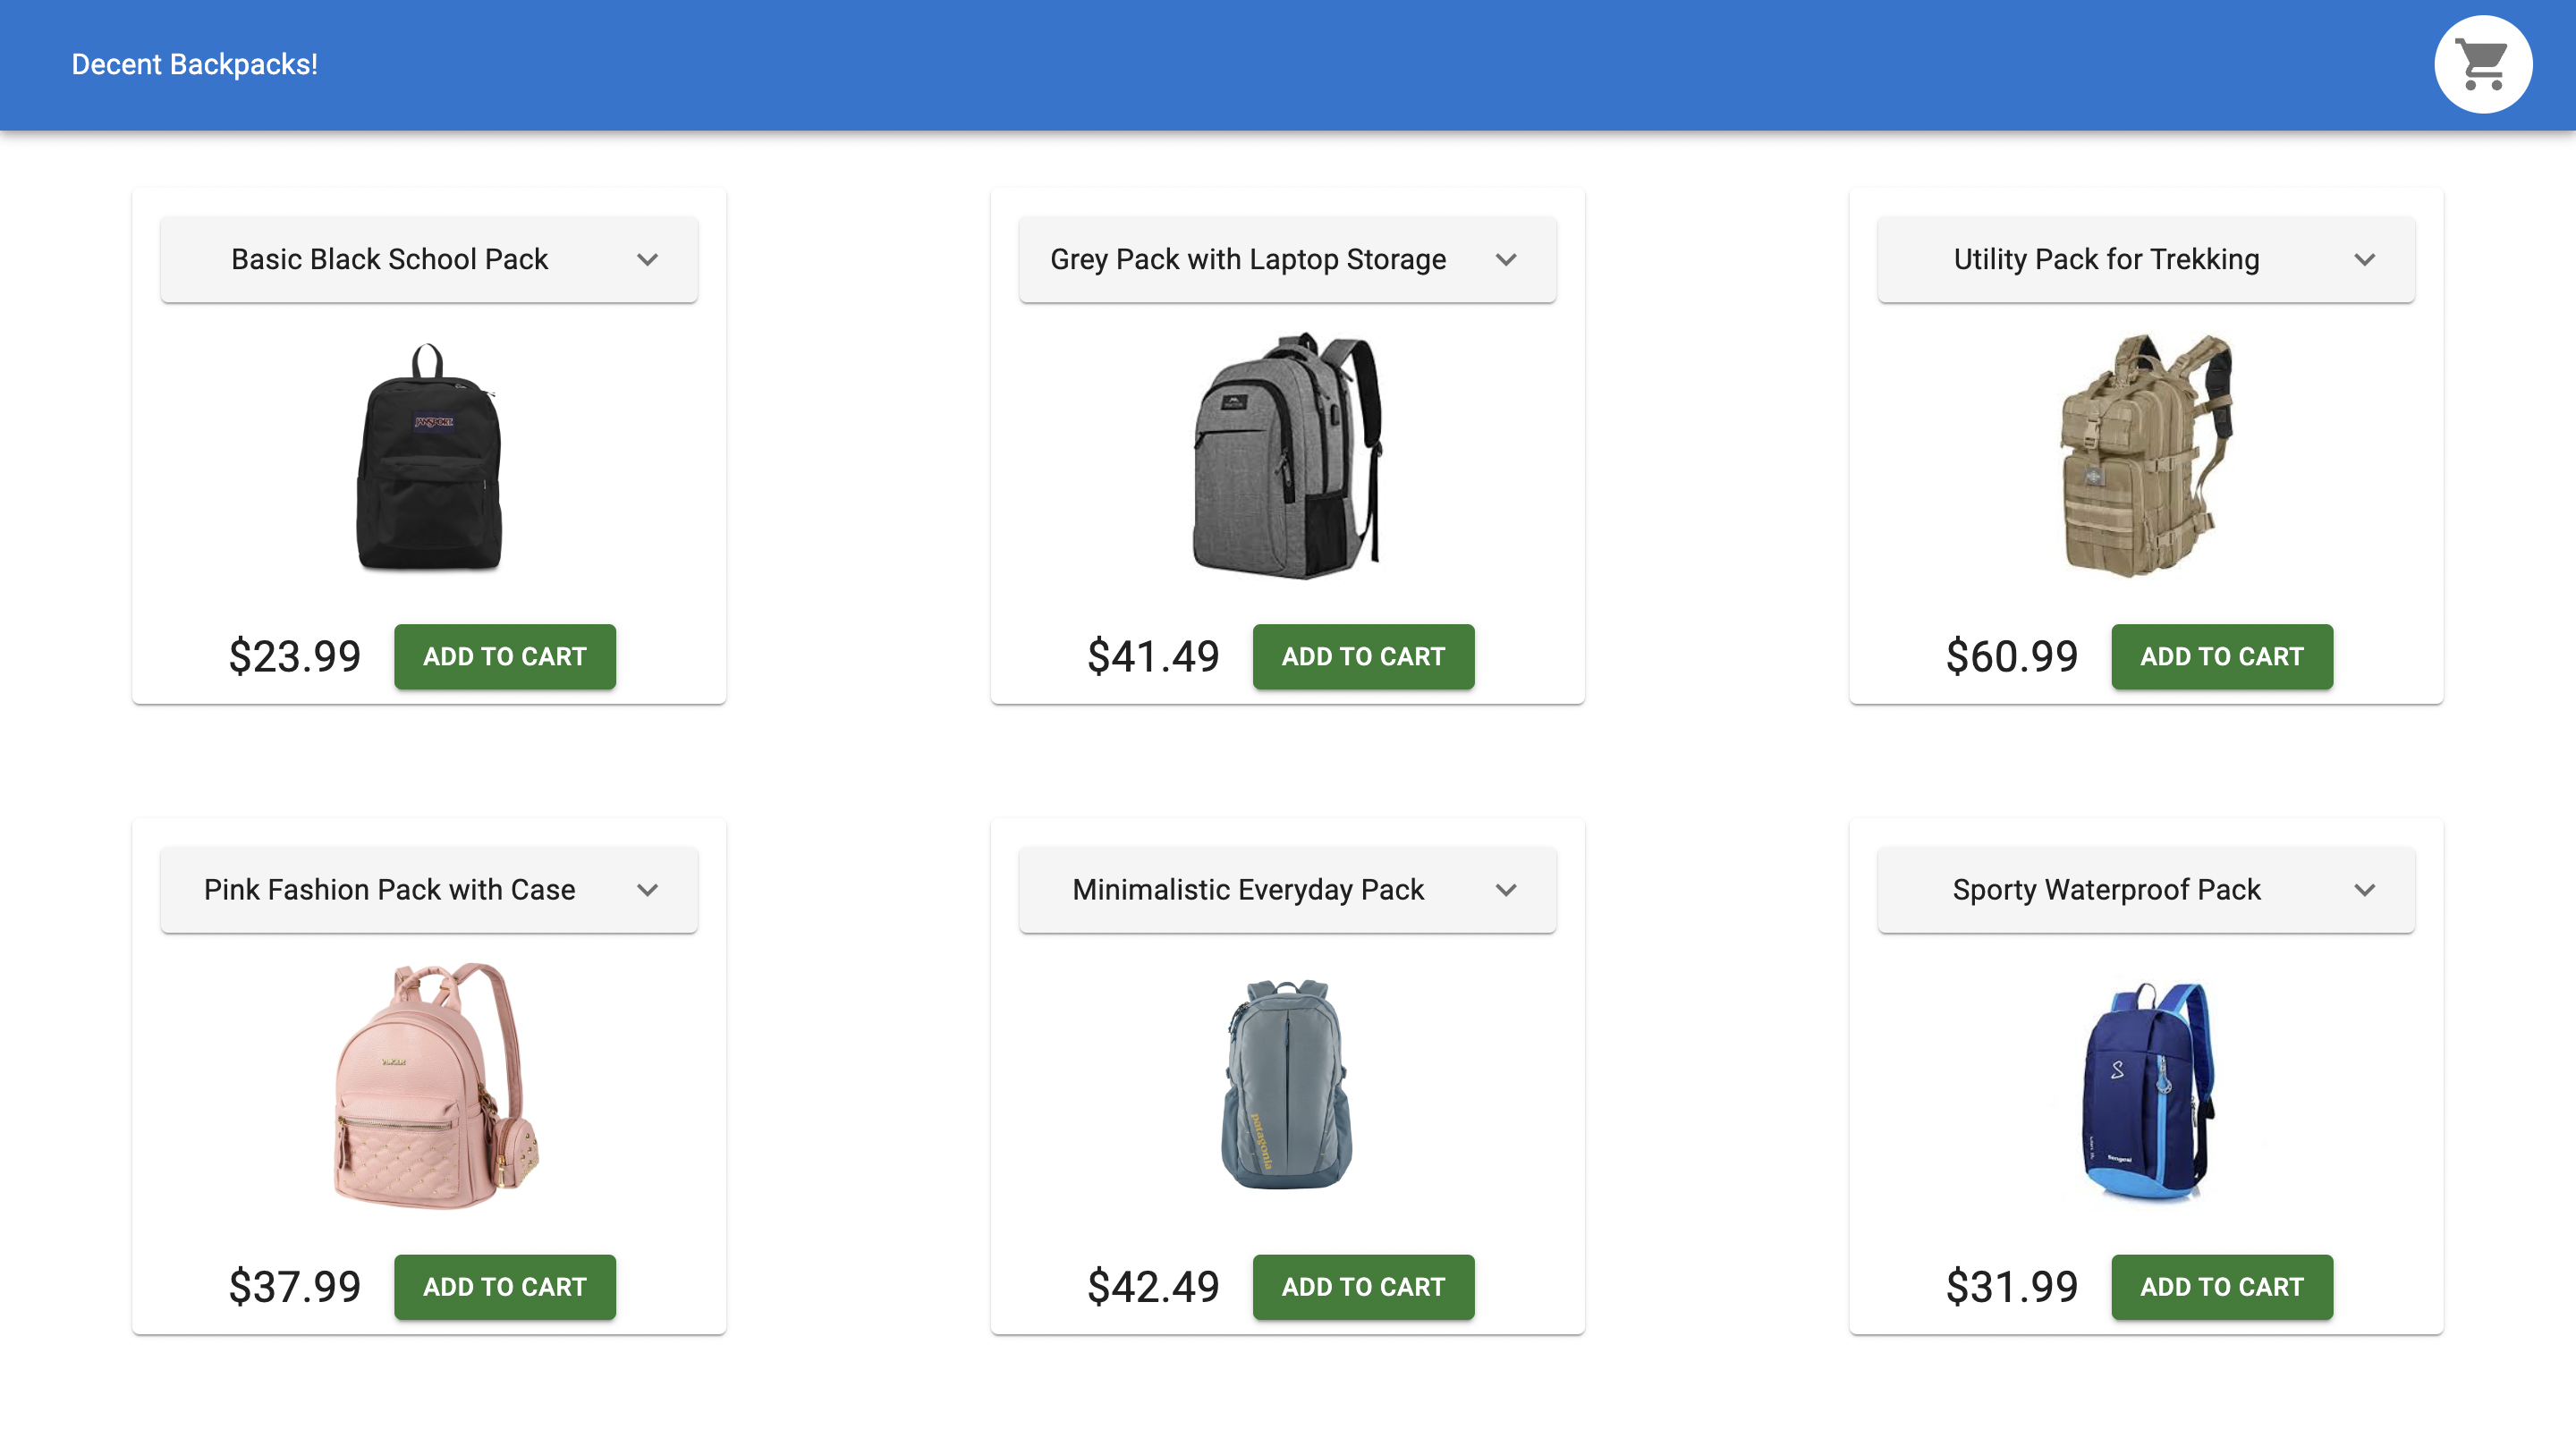 Decent Backpacks!
Basic Black School Pack
Grey Pack with Laptop Storage
Utility Pack for Trekking
JANSPORT
$23.99 ADD TO CART
$41.49 ADD TO CART
$60.99 ADD TO CART
Pink Fashion Pack with Case
Minimalistic Everyday Pack
Sporty Waterproof Pack
S
patagonia
$37.99 ADD TO CART
$42.49 ADD TO CART
$31.99 ADD TO CART